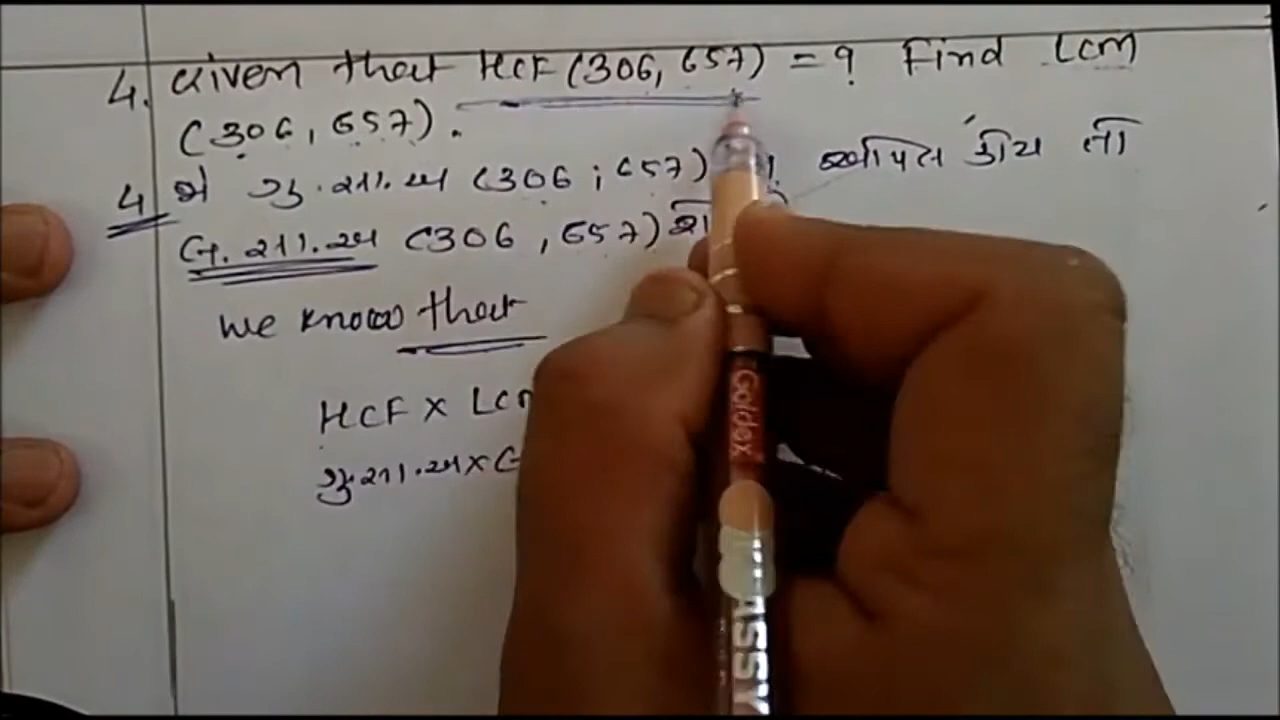 4. Given that HCF (306, 657) = 9 Find LCM
(306, 657).
4 જો ગુ.સા.અ (306, 657) આપેલ હોય તો
લ.સા.અ (306, 657)
We know that
HCF X LCM
ગુ.સા.અ X
Goldex
ASSY